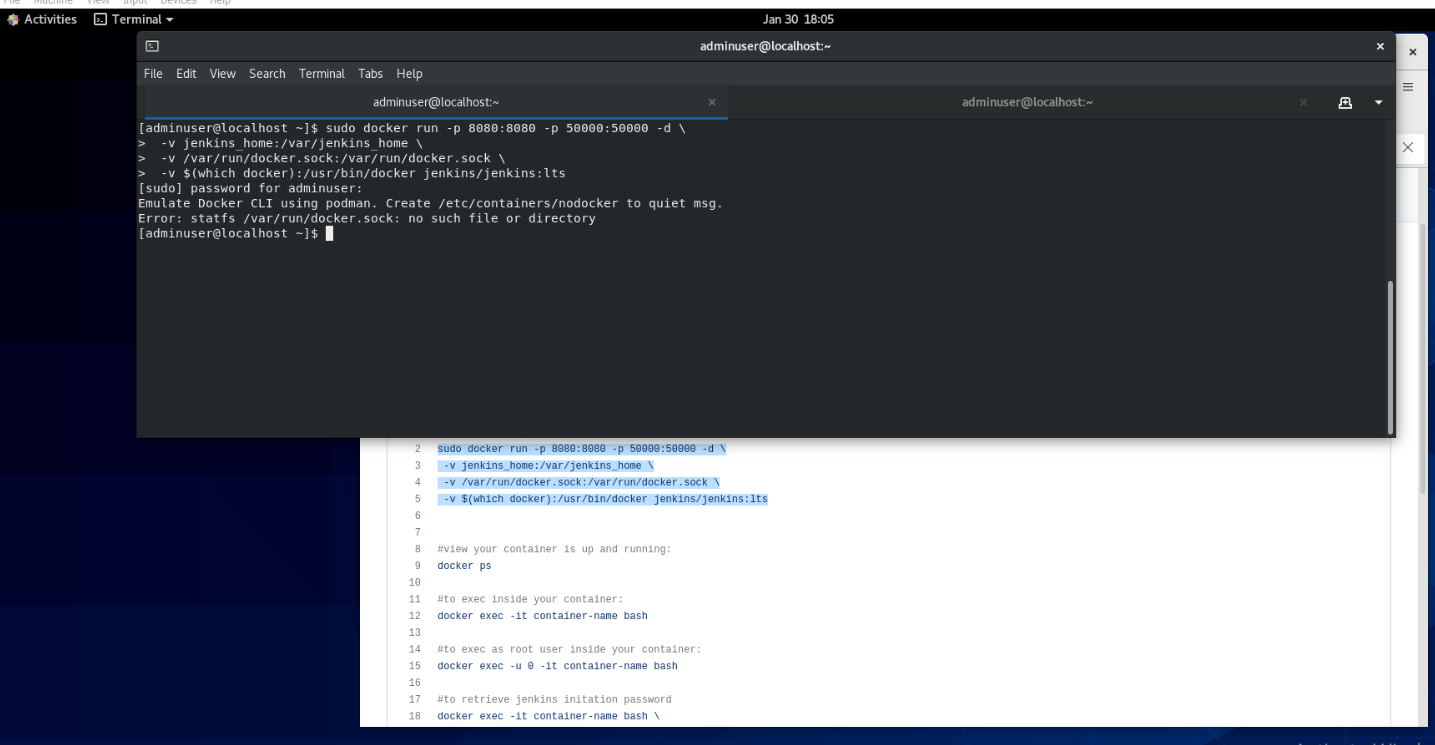 File Machine View Input Devices Help
Activities Terminal Jan 30 18:05
adminuser@localhost:~
File Edit View Search Terminal Tabs Help
adminuser@localhost:~ adminuser@localhost:~
[adminuser@localhost ~]$ sudo docker run -p 8080:8080 -p 50000:50000 -d \
>  -v jenkins_home:/var/jenkins_home \
>  -v /var/run/docker.sock:/var/run/docker.sock \
>  -v $(which docker):/usr/bin/docker jenkins/jenkins:lts
[sudo] password for adminuser:
Emulate Docker CLI using podman. Create /etc/containers/nodocker to quiet msg.
Error: statfs /var/run/docker.sock: no such file or directory
[adminuser@localhost ~]$
2 sudo docker run -p 8080:8080 -p 50000:50000 -d \
3  -v jenkins_home:/var/jenkins_home \
4  -v /var/run/docker.sock:/var/run/docker.sock \
5  -v $(which docker):/usr/bin/docker jenkins/jenkins:lts
6
7
8 #view your container is up and running:
9 docker ps
10
11 #to exec inside your container:
12 docker exec -it container-name bash
13
14 #to exec as root user inside your container:
15 docker exec -u 0 -it container-name bash
16
17 #to retrieve jenkins initation password
18 docker exec -it container-name bash \